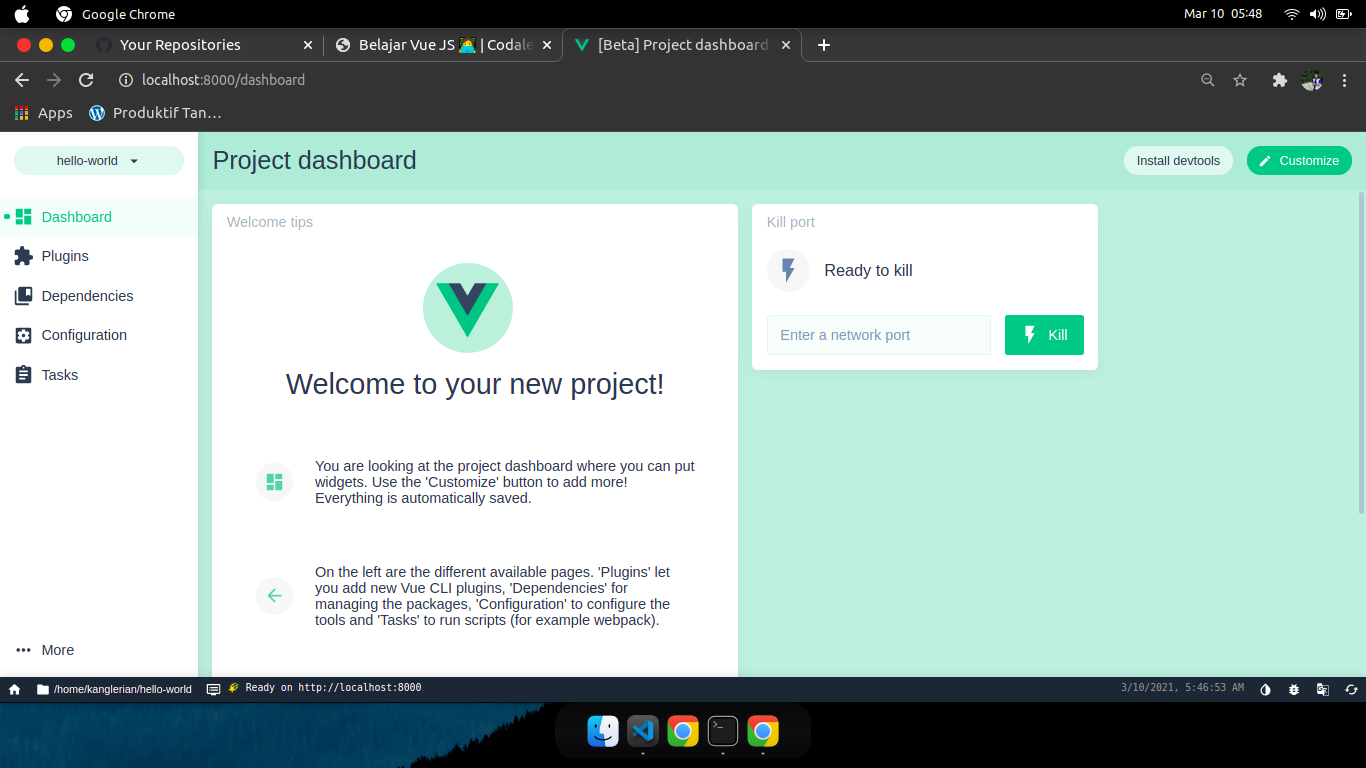 Google Chrome
Mar 10 05:48
Your Repositories
Belajar Vue JS 🧑‍💻 | Codale
[Beta] Project dashboard
localhost:8000/dashboard
Apps
Produktif Tan…
hello-world
Project dashboard
Install devtools
Customize
Dashboard
Plugins
Dependencies
Configuration
Tasks
More
Welcome tips
Welcome to your new project!
You are looking at the project dashboard where you can put
widgets. Use the 'Customize' button to add more!
Everything is automatically saved.
On the left are the different available pages. 'Plugins' let
you add new Vue CLI plugins, 'Dependencies' for
managing the packages, 'Configuration' to configure the
tools and 'Tasks' to run scripts (for example webpack).
Kill port
Ready to kill
Enter a network port
Kill
/home/kanglerian/hello-world
Ready on http://localhost:8000
3/10/2021, 5:46:53 AM